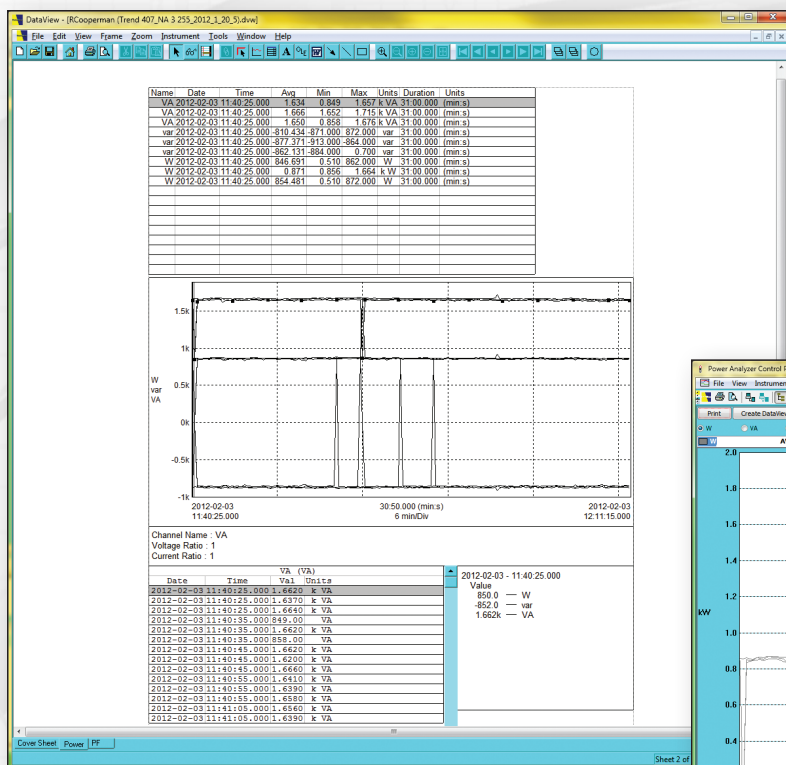 DataView - [RCooperman (Trend 407_NA 3 255_2012_1_20_5).dvw]
File Edit View Frame Zoom Instrument Tools Window Help
Name Date Time Avg Min Max Units Duration Units
VA 2012-02-03 11:40:25.000 1.634 0.849 1.657 k VA 31:00.000 (min:s)
VA 2012-02-03 11:40:25.000 1.666 1.652 1.715 k VA 31:00.000 (min:s)
VA 2012-02-03 11:40:25.000 1.650 0.858 1.676 k VA 31:00.000 (min:s)
var 2012-02-03 11:40:25.000 -810.434 -871.000 872.000 var 31:00.000 (min:s)
var 2012-02-03 11:40:25.000 -877.371 -913.000 -864.000 var 31:00.000 (min:s)
var 2012-02-03 11:40:25.000 -862.131 -884.000 0.700 var 31:00.000 (min:s)
W 2012-02-03 11:40:25.000 846.691 0.510 862.000 W 31:00.000 (min:s)
W 2012-02-03 11:40:25.000 0.871 0.856 1.664 k W 31:00.000 (min:s)
W 2012-02-03 11:40:25.000 854.481 0.510 872.000 W 31:00.000 (min:s)
1.5k
1k
W
var
VA
0.5k
0k
-0.5k
-1k
2012-02-03 30:50.000 (min:s) 2012-02-03
11:40:25.000 6 min/Div 12:11:15.000
Channel Name : VA
Voltage Ratio : 1
Current Ratio : 1
VA (VA)
Date Time Val Units
2012-02-03 11:40:25.000 1.6620 k VA
2012-02-03 11:40:25.000 1.6370 k VA
2012-02-03 11:40:25.000 1.6640 k VA
2012-02-03 11:40:35.000 849.00 VA
2012-02-03 11:40:35.000 1.6620 k VA
2012-02-03 11:40:35.000 858.00 VA
2012-02-03 11:40:45.000 1.6620 k VA
2012-02-03 11:40:45.000 1.6200 k VA
2012-02-03 11:40:45.000 1.6660 k VA
2012-02-03 11:40:55.000 1.6410 k VA
2012-02-03 11:40:55.000 1.6390 k VA
2012-02-03 11:40:55.000 1.6580 k VA
2012-02-03 11:41:05.000 1.6560 k VA
2012-02-03 11:41:05.000 1.6390 k VA
2012-02-03 - 11:40:25.000
Value
850.0 — W
-852.0 — var
1.662k — VA
Cover Sheet Power PF
Sheet 2 of
Power Analyzer Control P
File View Instrumen
Print Create DataView
W VA
W A
2.0
1.8
1.6
1.4
1.2
kW
1.0
0.8
0.6
0.4